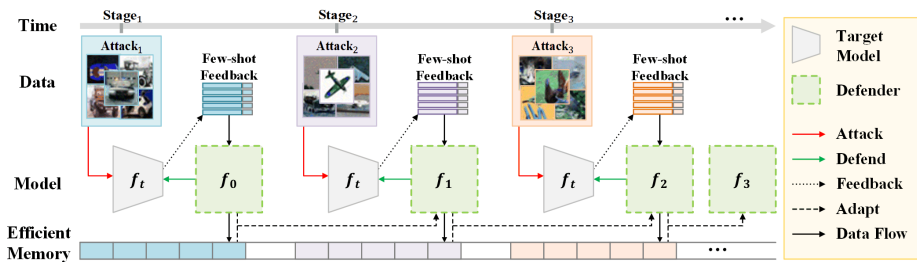 Time
Stage1
Stage2
Stage3
...
Data
Attack1
Few-shot
Feedback
Attack2
Few-shot
Feedback
Attack3
Few-shot
Feedback
Model
ft
f0
ft
f1
ft
f2
f3
Efficient
Memory
...
Target
Model
Defender
Attack
Defend
Feedback
Adapt
Data Flow